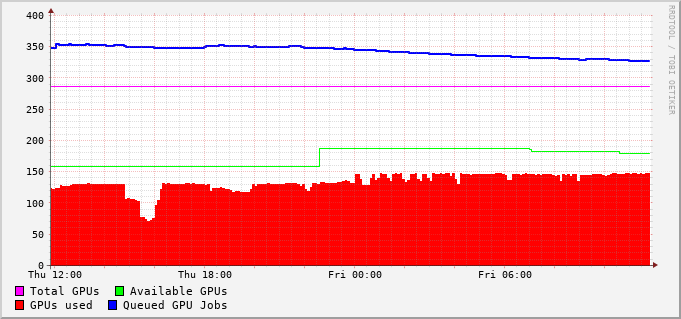 400
350
300
250
200
150
100
50
0
Thu 12:00 Thu 18:00 Fri 00:00 Fri 06:00
Total GPUs Available GPUs
GPUs used Queued GPU Jobs
RRDTOOL / TOBI OETIKER